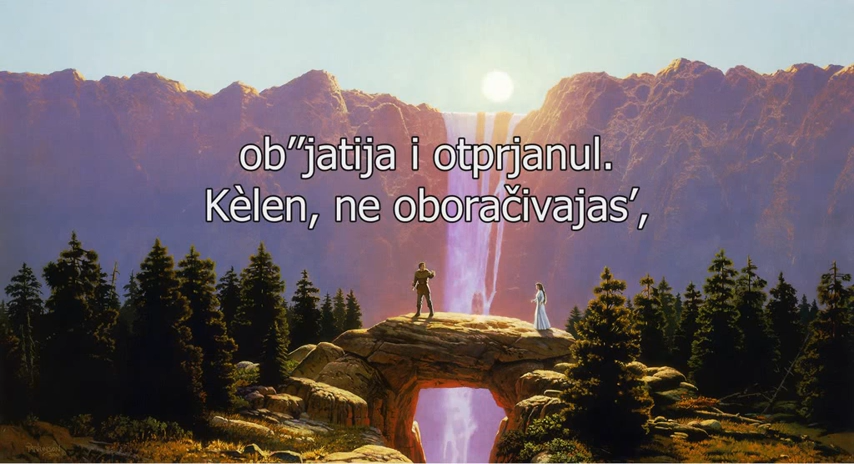 ob”jatija i otprjanul.
Kèlen, ne oboračivajas’,